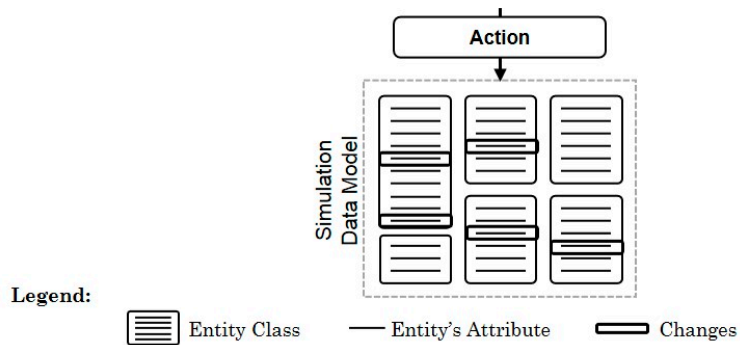 Action
Simulation
Data Model
Legend:
Entity Class
Entity's Attribute
Changes